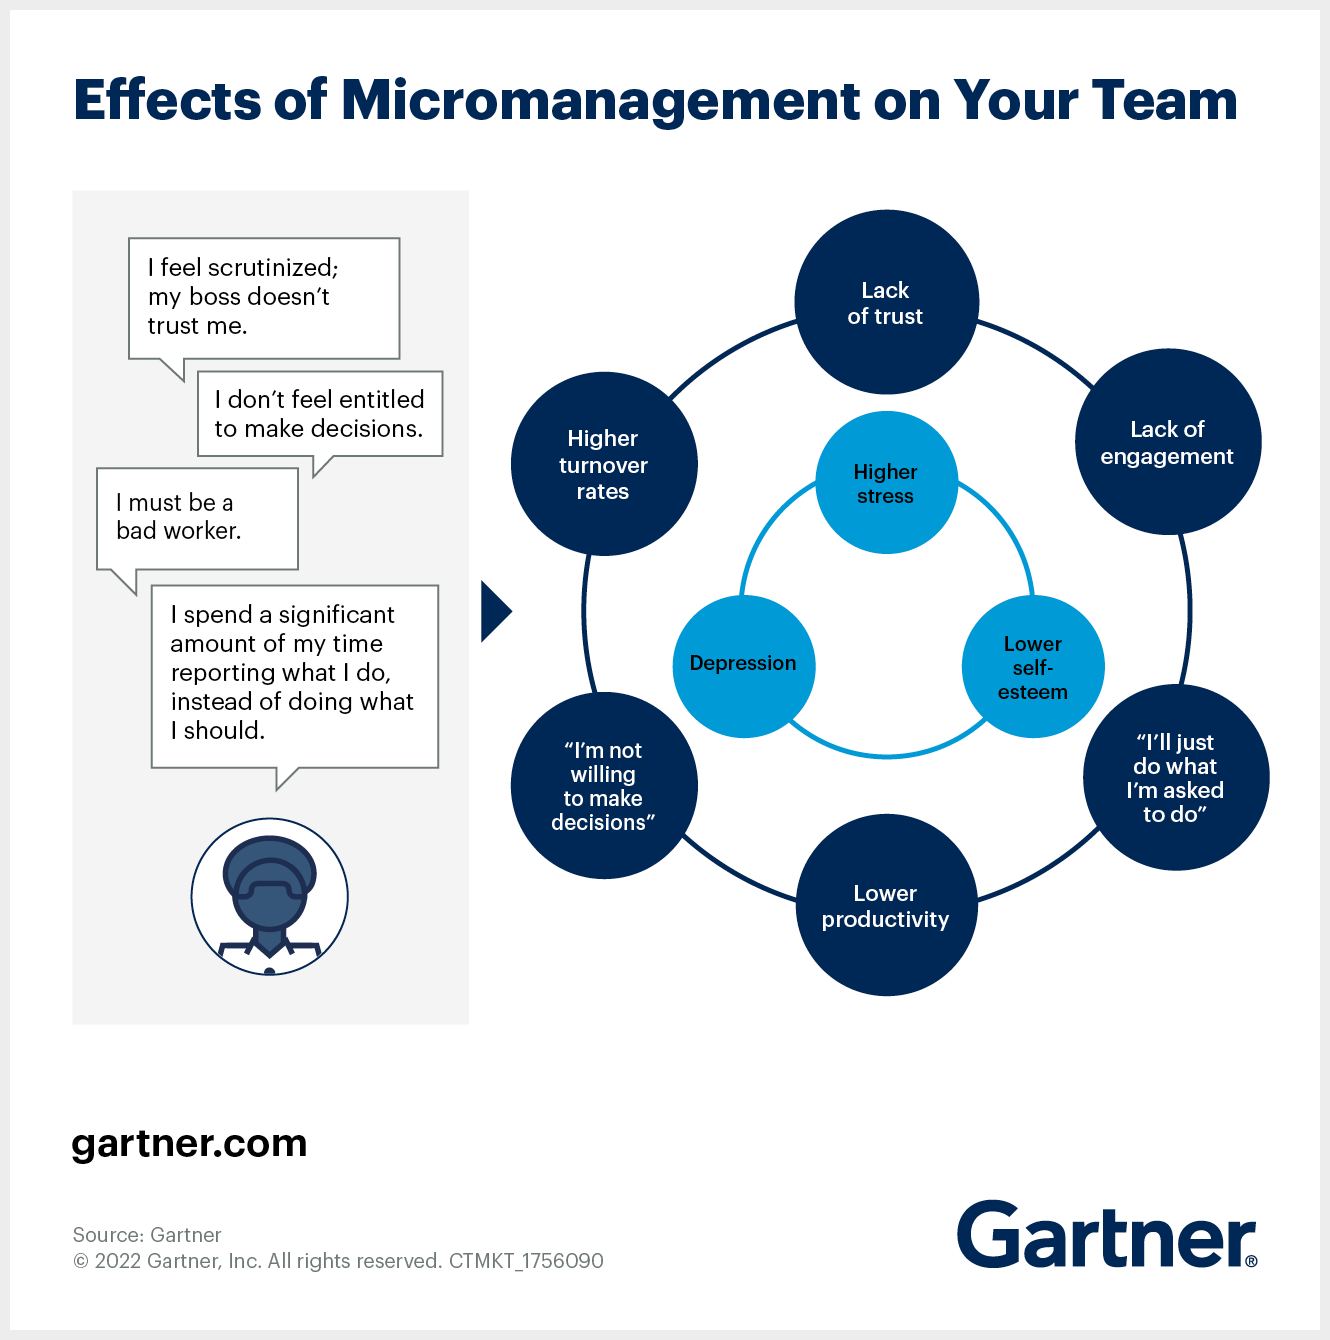 Effects of Micromanagement on Your Team
I feel scrutinized;
my boss doesn’t
trust me.
I don’t feel entitled
to make decisions.
I must be a
bad worker.
I spend a significant
amount of my time
reporting what I do,
instead of doing what
I should.
Lack
of trust
Lack of
engagement
“I’ll just
do what
I’m asked
to do”
Lower
productivity
“I’m not
willing
to make
decisions”
Higher
turnover
rates
Higher
stress
Lower
self-
esteem
Depression
gartner.com
Source: Gartner
© 2022 Gartner, Inc. All rights reserved. CTMKT_1756090
Gartner®